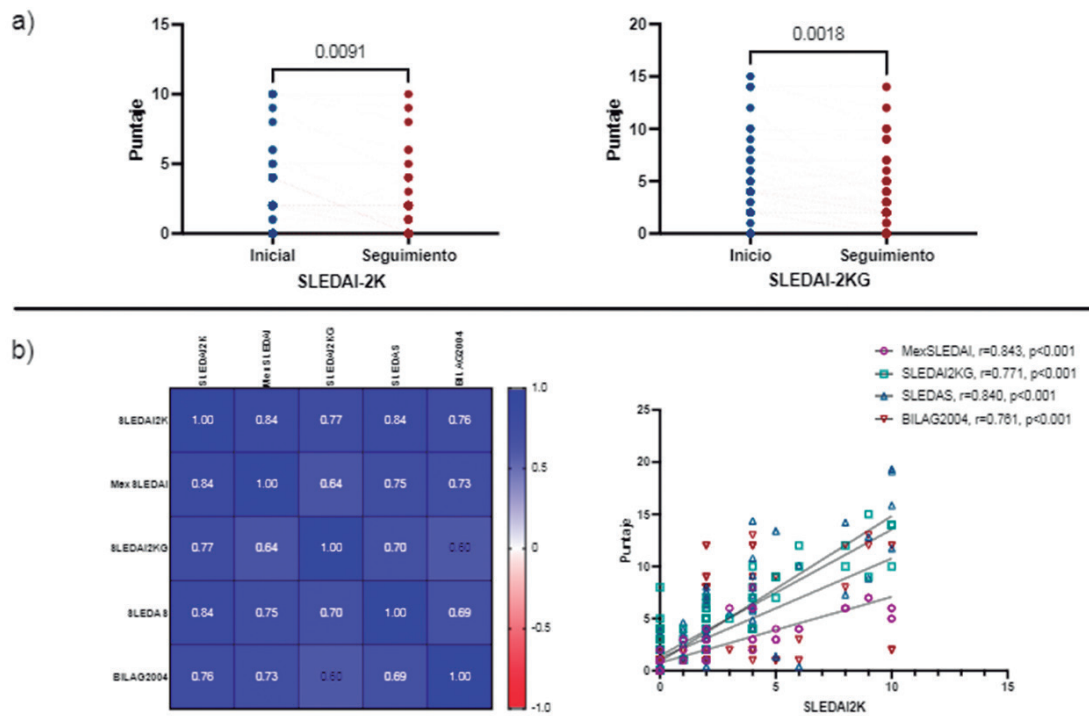 a)
15
10
5
0
Puntaje
0.0091
Inicial Seguimiento
SLEDAI-2K
20
15
10
5
0
Puntaje
0.0018
Inicio Seguimiento
SLEDAI-2KG
b)
SLEDAI2K
MexSLEDAI
SLEDAI2KG
SLEDAS
BILAG2004
SLEDAI2K 1.00 0.84 0.77 0.84 0.76
MexSLEDAI 0.84 1.00 0.64 0.75 0.73
SLEDAI2KG 0.77 0.64 1.00 0.70 0.60
SLEDAS 0.84 0.75 0.70 1.00 0.69
BILAG2004 0.76 0.73 0.60 0.69 1.00
1.0
0.5
0
-0.5
-1.0
MexSLEDAI, r=0.843, p<0.001
SLEDAI2KG, r=0.771, p<0.001
SLEDAS, r=0.840, p<0.001
BILAG2004, r=0.761, p<0.001
25
20
15
10
5
0
Puntaje
0 5 10 15
SLEDAI2K